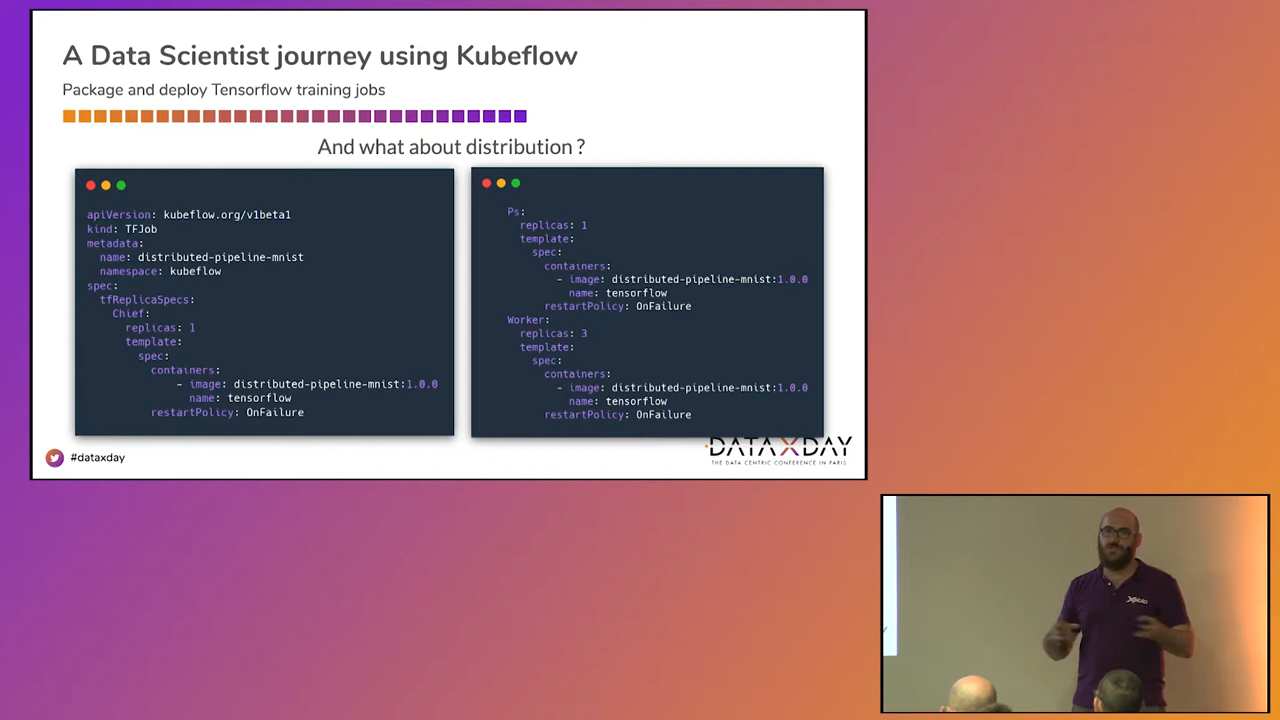 A Data Scientist journey using Kubeflow
Package and deploy Tensorflow training jobs
And what about distribution ?
apiVersion: kubeflow.org/v1beta1
kind: TFJob
metadata:
name: distributed-pipeline-mnist
namespace: kubeflow
spec:
tfReplicaSpecs:
Chief:
replicas: 1
template:
spec:
containers:
- image: distributed-pipeline-mnist:1.0.0
name: tensorflow
restartPolicy: OnFailure
Ps:
replicas: 1
template:
spec:
containers:
- image: distributed-pipeline-mnist:1.0.0
name: tensorflow
restartPolicy: OnFailure
Worker:
replicas: 3
template:
spec:
containers:
- image: distributed-pipeline-mnist:1.0.0
name: tensorflow
restartPolicy: OnFailure
#dataxday
DATAXDAY
THE DATA CENTRIC CONFERENCE IN PARIS